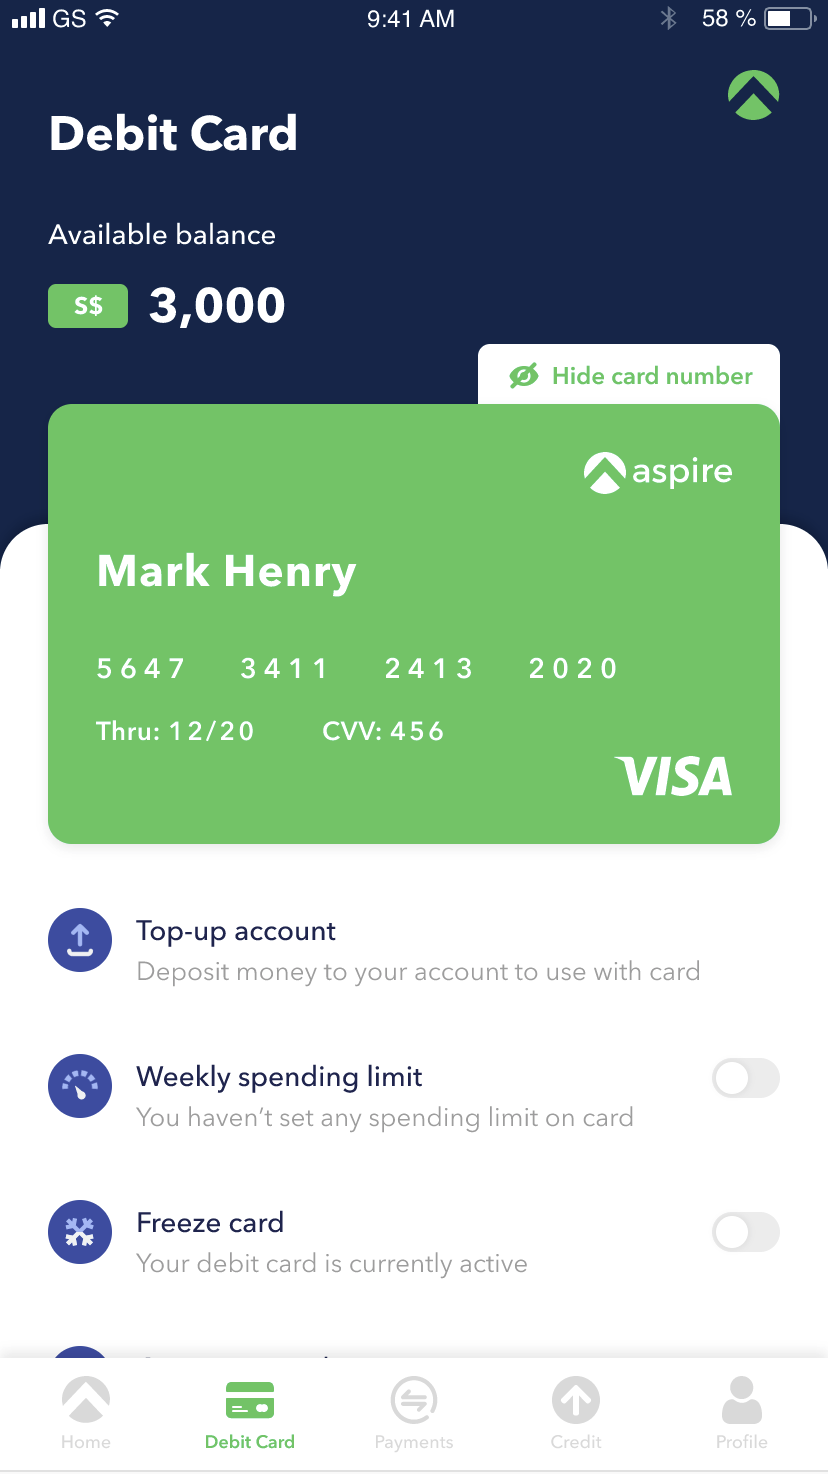 GS 9:41 AM 58 %
Debit Card
Available balance
S$ 3,000
Hide card number
aspire
Mark Henry
5647 3411 2413 2020
Thru: 12/20 CVV: 456
VISA
Top-up account
Deposit money to your account to use with card
Weekly spending limit
You haven’t set any spending limit on card
Freeze card
Your debit card is currently active
Home Debit Card Payments Credit Profile